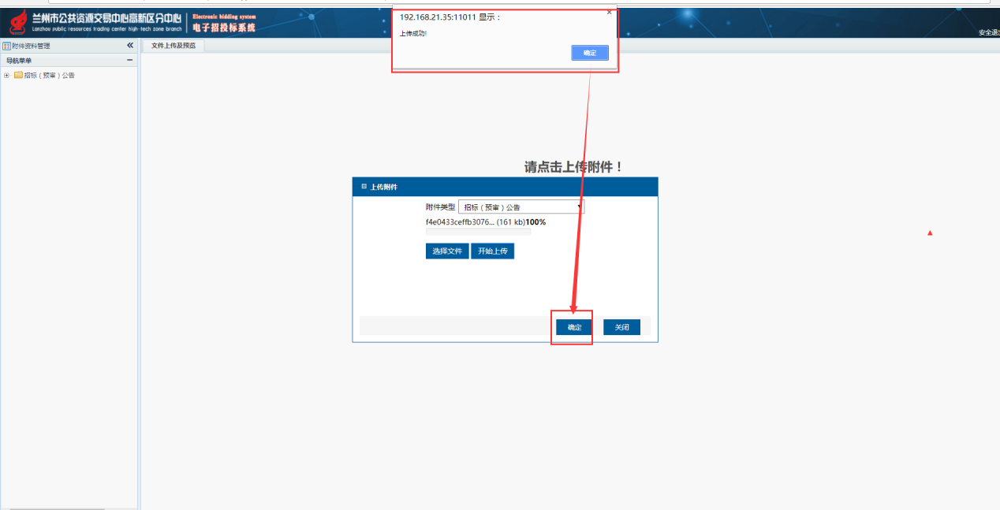 兰州市公共资源交易中心高新区分中心
Lanzhou public resources trading center high-tech zone branch
Electronic bidding system
电子招投标系统
192.168.21.35:11011 显示：
上传成功!
确定
安全退
附件资料管理
文件上传及预览
导航菜单
招标（预审）公告
请点击上传附件！
上传附件
附件类型 招标（预审）公告
f4e0433ceffb3076... (161 kb)100%
选择文件 开始上传
确定 关闭